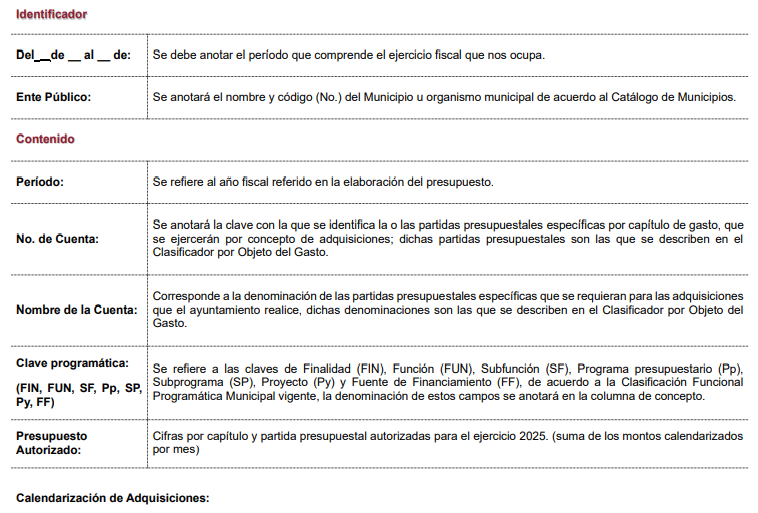 Identificador
Del__de __ al __ de:
Se debe anotar el período que comprende el ejercicio fiscal que nos ocupa.
Ente Público:
Se anotará el nombre y código (No.) del Municipio u organismo municipal de acuerdo al Catálogo de Municipios.
Contenido
Período:
Se refiere al año fiscal referido en la elaboración del presupuesto.
No. de Cuenta:
Se anotará la clave con la que se identifica la o las partidas presupuestales específicas por capítulo de gasto, que
se ejercerán por concepto de adquisiciones; dichas partidas presupuestales son las que se describen en el
Clasificador por Objeto del Gasto.
Nombre de la Cuenta:
Corresponde a la denominación de las partidas presupuestales específicas que se requieran para las adquisiciones
que el ayuntamiento realice, dichas denominaciones son las que se describen en el Clasificador por Objeto del
Gasto.
Clave programática:
(FIN, FUN, SF, Pp, SP,
Py, FF)
Se refiere a las claves de Finalidad (FIN), Función (FUN), Subfunción (SF), Programa presupuestario (Pp),
Subprograma (SP), Proyecto (Py) y Fuente de Financiamiento (FF), de acuerdo a la Clasificación Funcional
Programática Municipal vigente, la denominación de estos campos se anotará en la columna de concepto.
Presupuesto
Autorizado:
Cifras por capítulo y partida presupuestal autorizadas para el ejercicio 2025. (suma de los montos calendarizados
por mes)
Calendarización de Adquisiciones: